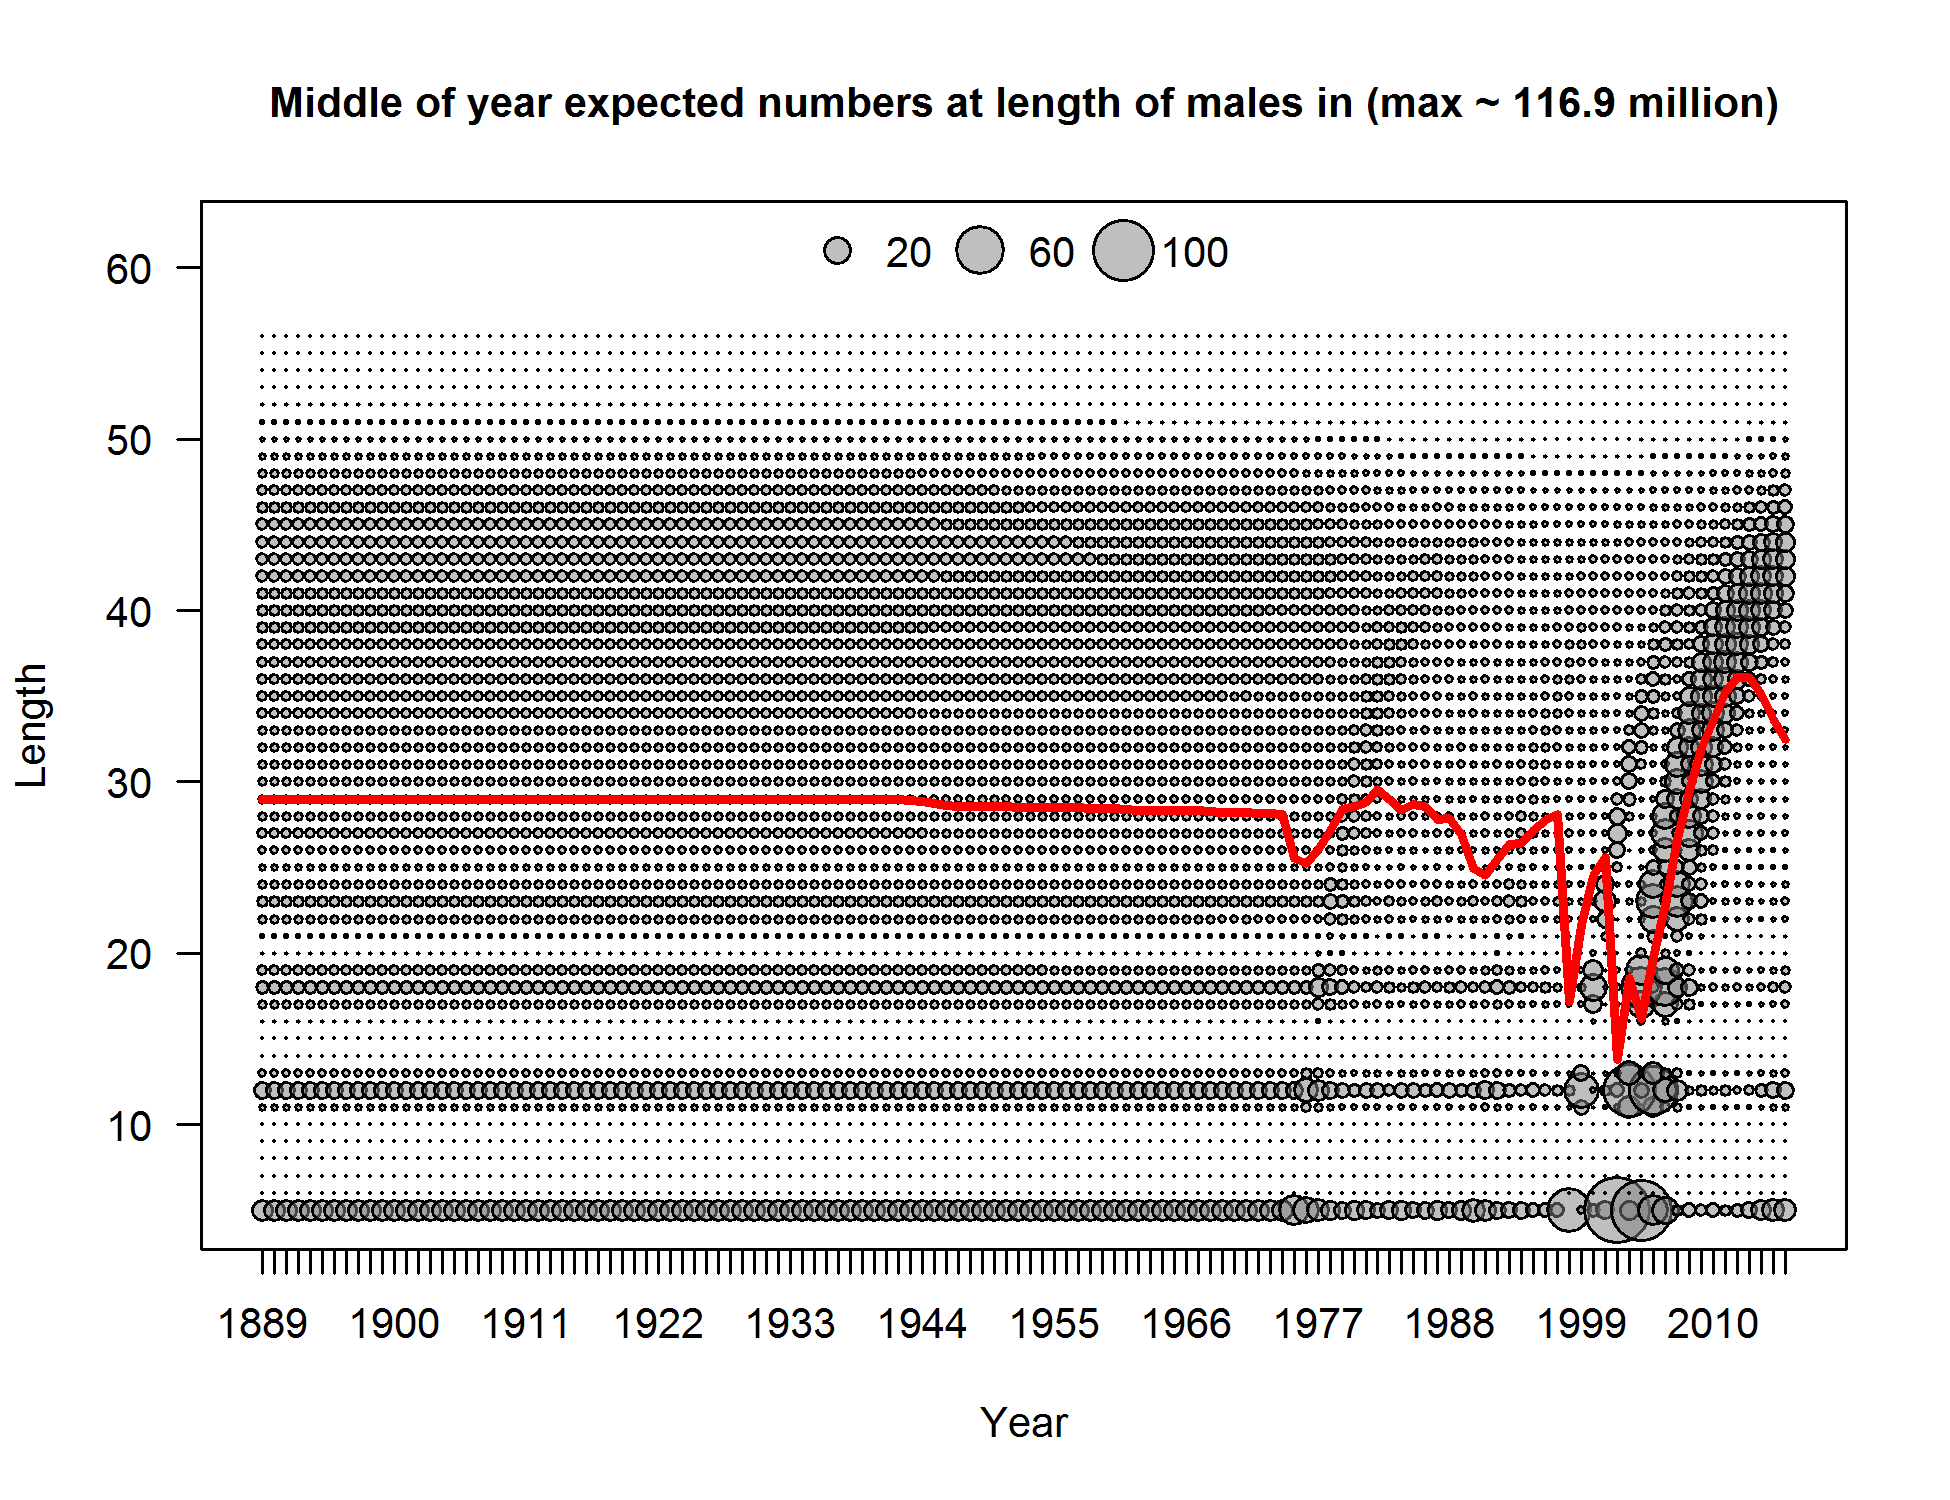 Middle of year expected numbers at length of males in (max ~ 116.9 million)
20 60 100
60
50
40
30
20
10
Length
1889 1900 1911 1922 1933 1944 1955 1966 1977 1988 1999 2010
Year